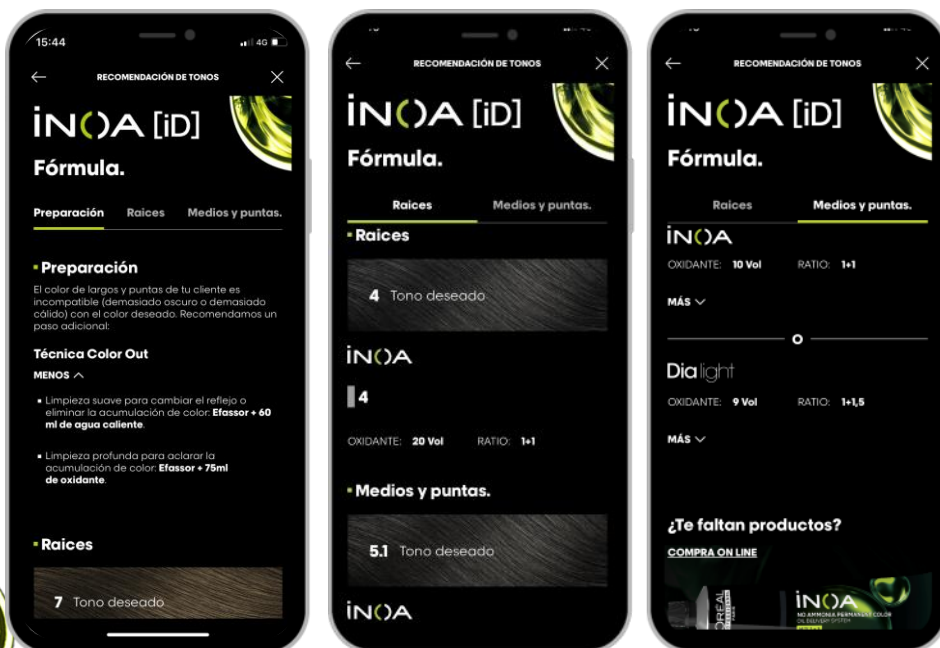 15:44
4G
RECOMENDACIÓN DE TONOS
iNOA [iD]
Fórmula.
Preparación Raices Medios y puntas.
Preparación
El color de largos y puntas de tu cliente es
incompatible (demasiado oscuro o demasiado
cálido) con el color deseado. Recomendamos un
paso adicional:
Técnica Color Out
MENOS
Limpieza suave para cambiar el reflejo o
eliminar la acumulación de color: Efassor + 60
ml de agua caliente.
Limpieza profunda para aclarar la
acumulación de color: Efassor + 75ml
de oxidante.
Raices
7 Tono deseado
RECOMENDACIÓN DE TONOS
iNOA [iD]
Fórmula.
Raices Medios y puntas.
Raices
4 Tono deseado
iNOA
4
OXIDANTE: 20 Vol RATIO: 1+1
Medios y puntas.
5.1 Tono deseado
iNOA
RECOMENDACIÓN DE TONOS
iNOA [iD]
Fórmula.
Raices Medios y puntas.
iNOA
OXIDANTE: 10 Vol RATIO: 1+1
MÁS
O
Dialight
OXIDANTE: 9 Vol RATIO: 1+1,5
MÁS
¿Te faltan productos?
COMPRA ON LINE
iNOA
NO AMMONIA PERMANENT COLOR
OIL DELIVERY SYSTEM